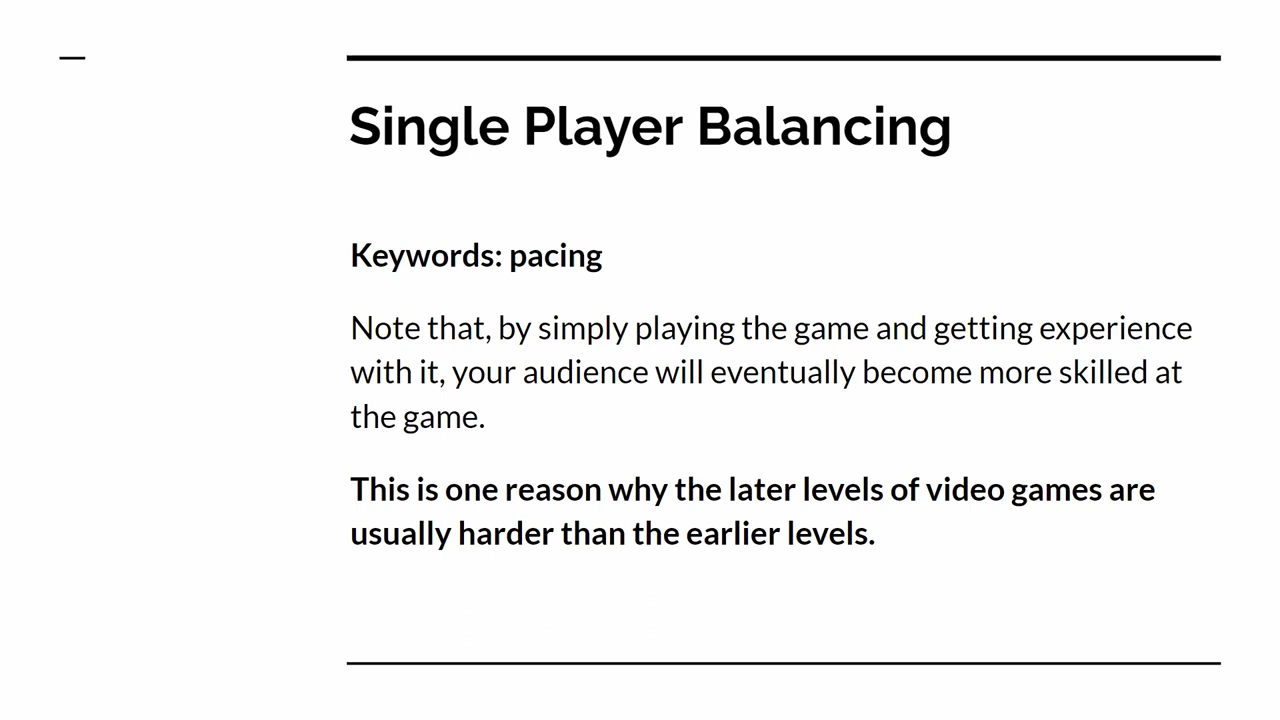 Single Player Balancing
Keywords: pacing
Note that, by simply playing the game and getting experience
with it, your audience will eventually become more skilled at
the game.
This is one reason why the later levels of video games are
usually harder than the earlier levels.